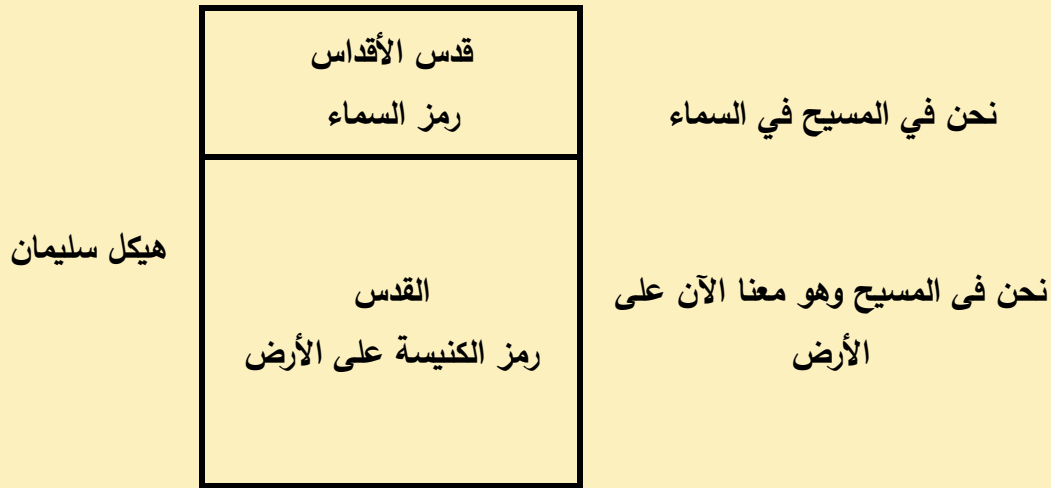 قدس الأقداس
رمز السماء
نحن في المسيح في السماء
هيكل سليمان
القدس
رمز الكنيسة على الأرض
نحن فى المسيح وهو معنا الآن على
الأرض